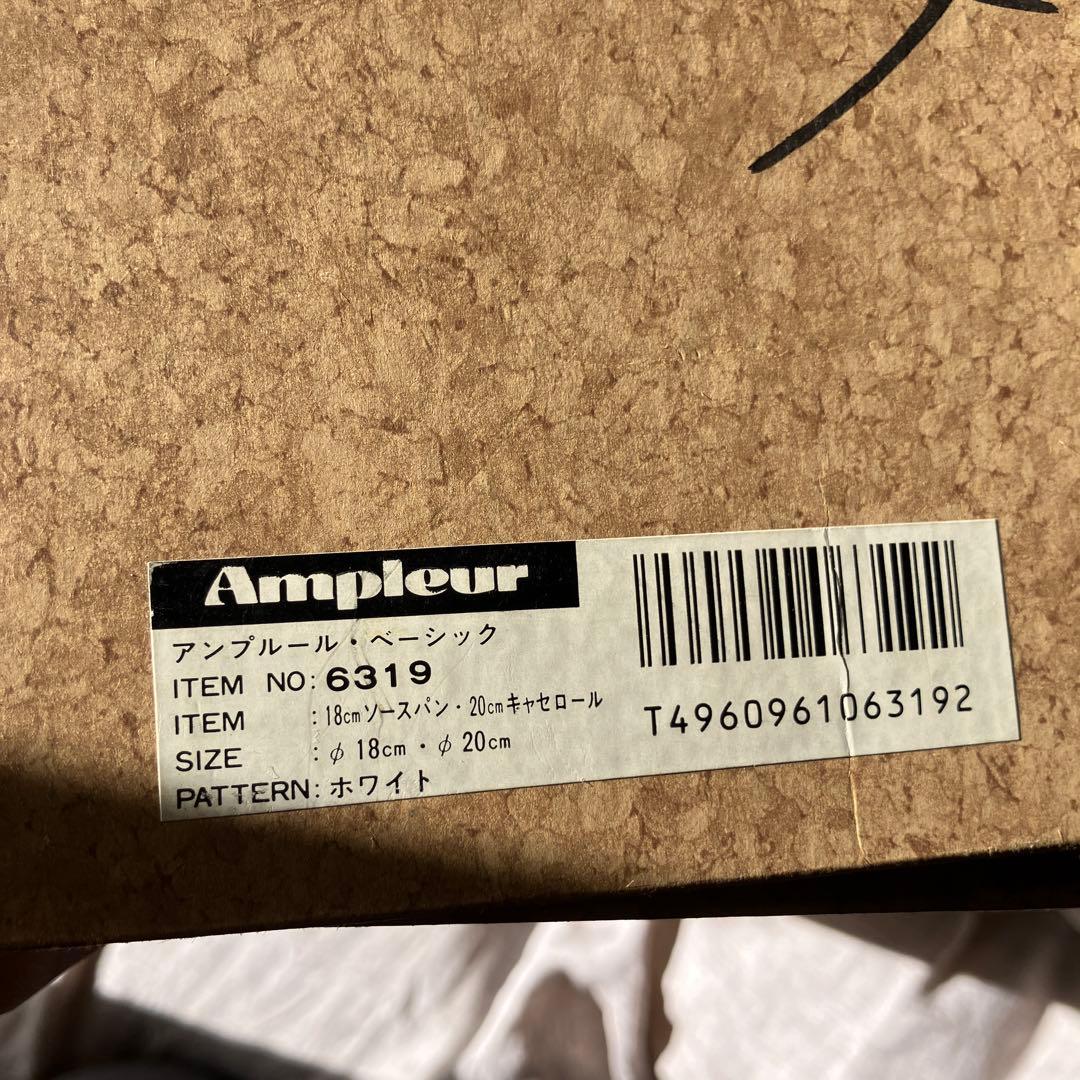 Ampleur
アンプルール・ベーシック
ITEM NO: 6319
ITEM : 18cmソースパン・20cmキャセロール
SIZE : φ 18cm・φ 20cm
PATTERN: ホワイト
T4960961063192